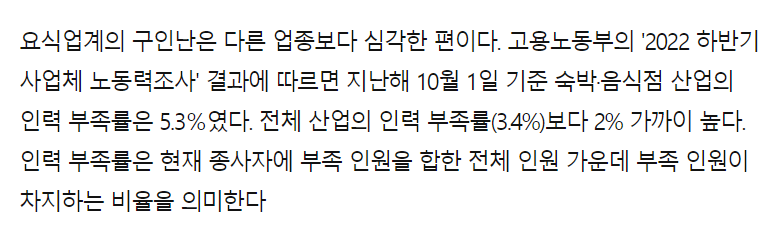 요식업계의 구인난은 다른 업종보다 심각한 편이다. 고용노동부의 '2022 하반기
사업체 노동력조사' 결과에 따르면 지난해 10월 1일 기준 숙박·음식점 산업의
인력 부족률은 5.3%였다. 전체 산업의 인력 부족률(3.4%)보다 2% 가까이 높다.
인력 부족률은 현재 종사자에 부족 인원을 합한 전체 인원 가운데 부족 인원이
차지하는 비율을 의미한다